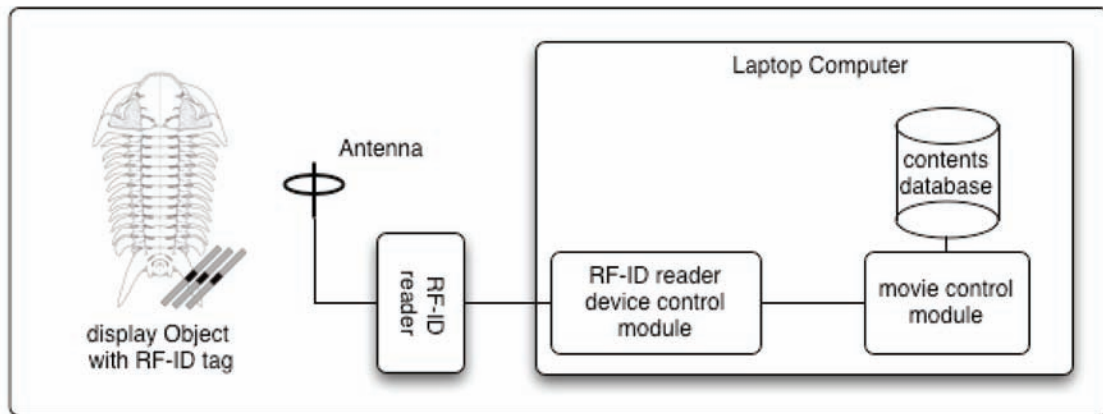 Laptop Computer
Antenna
contents
database
RF-ID
reader
RF-ID reader
device control
module
movie control
module
display Object
with RF-ID tag